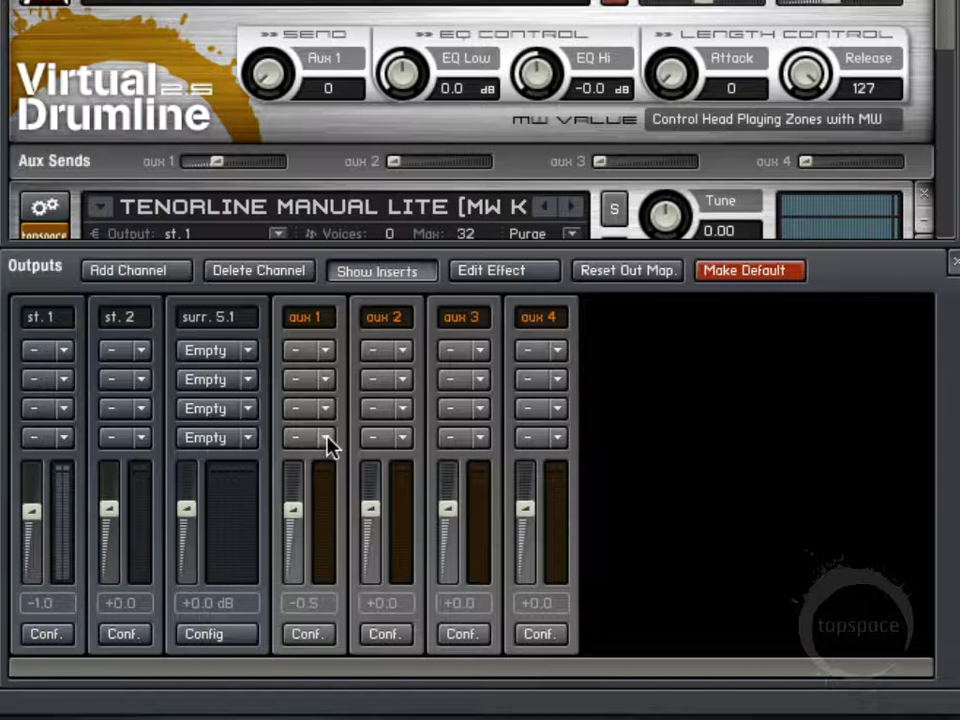 SEND
EQ CONTROL
LENGTH CONTROL
Aux 1
EQ Low
EQ Hi
Attack
Release
0
0.0 dB
-0.0 dB
0
127
Virtual 2.5
Drumline
MW VALUE
Control Head Playing Zones with MW
Aux Sends
aux 1
aux 2
aux 3
aux 4
TENORLINE MANUAL LITE [MW K
S
Tune
0.00
tapspace
Output: st. 1
Voices: 0
Max: 32
Purge
Outputs
Add Channel
Delete Channel
Show Inserts
Edit Effect
Reset Out Map.
Make Default
st. 1
st. 2
surr. 5.1
aux 1
aux 2
aux 3
aux 4
- - Empty - - - -
- - Empty - - - -
- - Empty - - - -
- - Empty - - - -
-1.0
+0.0
+0.0 dB
-0.5
+0.0
+0.0
+0.0
Conf.
Conf.
Config
Conf.
Conf.
Conf.
Conf.
tapspace